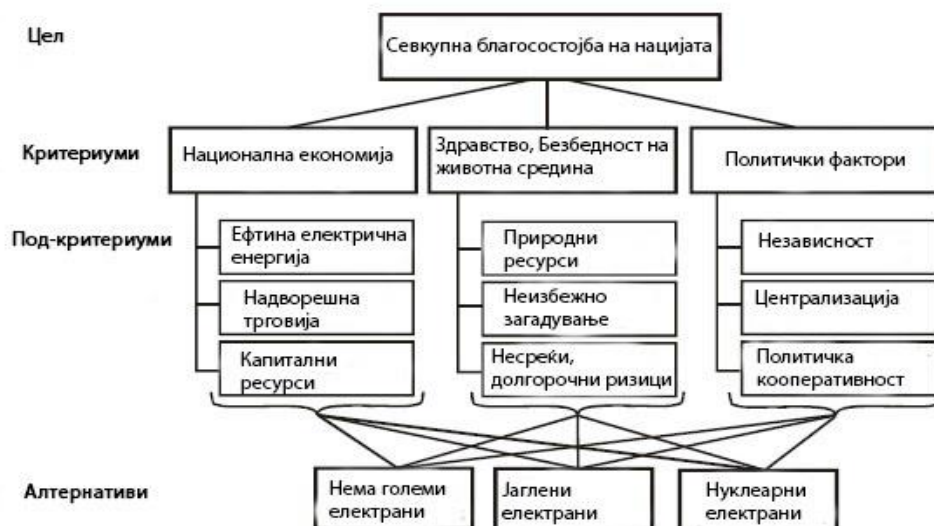 Цел
Севкупна благосостојба на нацијата
Критериуми
Национална економија
Здравство, Безбедност на
животна средина
Политички фактори
Под-критериуми
Ефтина електрична
енергија
Природни
ресурси
Независност
Надворешна
трговија
Неизбежно
загадување
Централизација
Капитални
ресурси
Несреќи,
долгорочни ризици
Политичка
кооперативност
Алтернативи
Нема големи
електрани
Јаглени
електрани
Нуклеарни
електрани